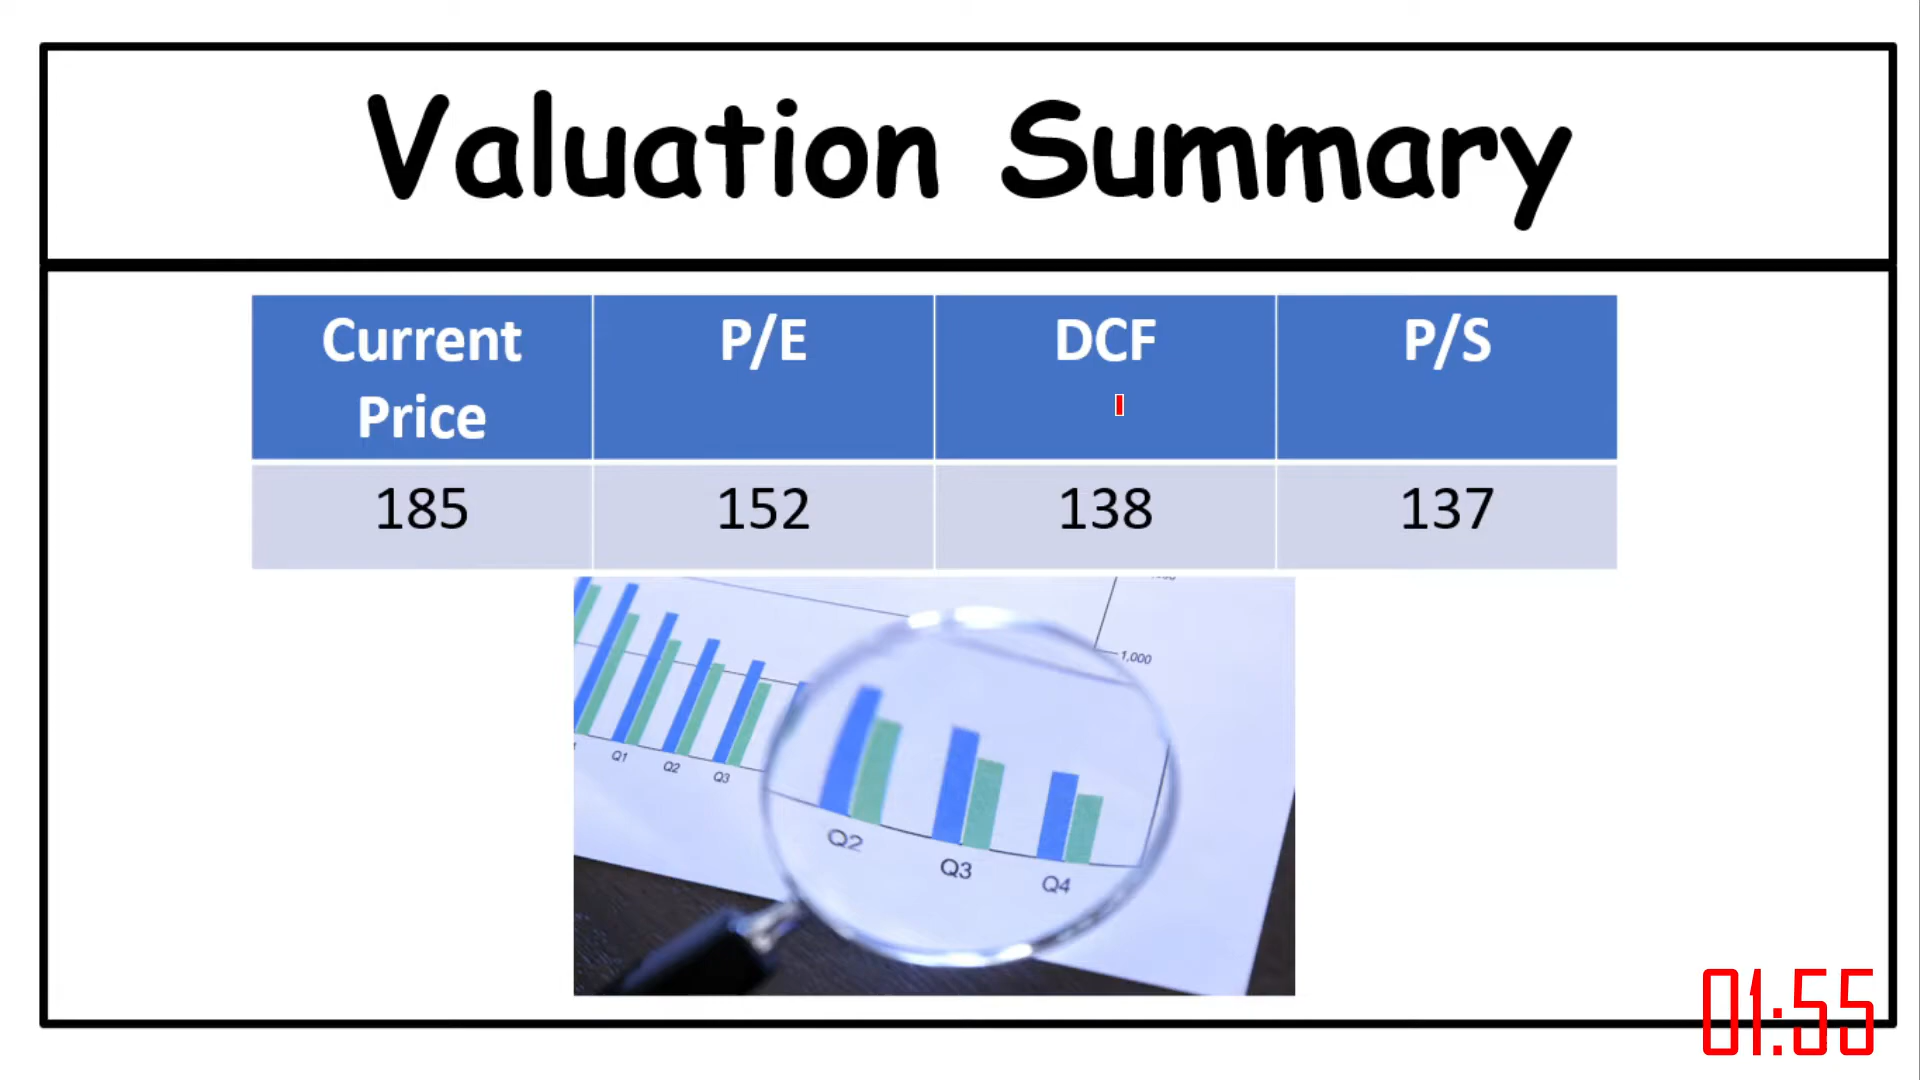 Valuation Summary
Current Price
P/E
DCF
P/S
185
152
138
137
1,000
Q1
Q2
Q3
Q2
Q3
Q4
01:55